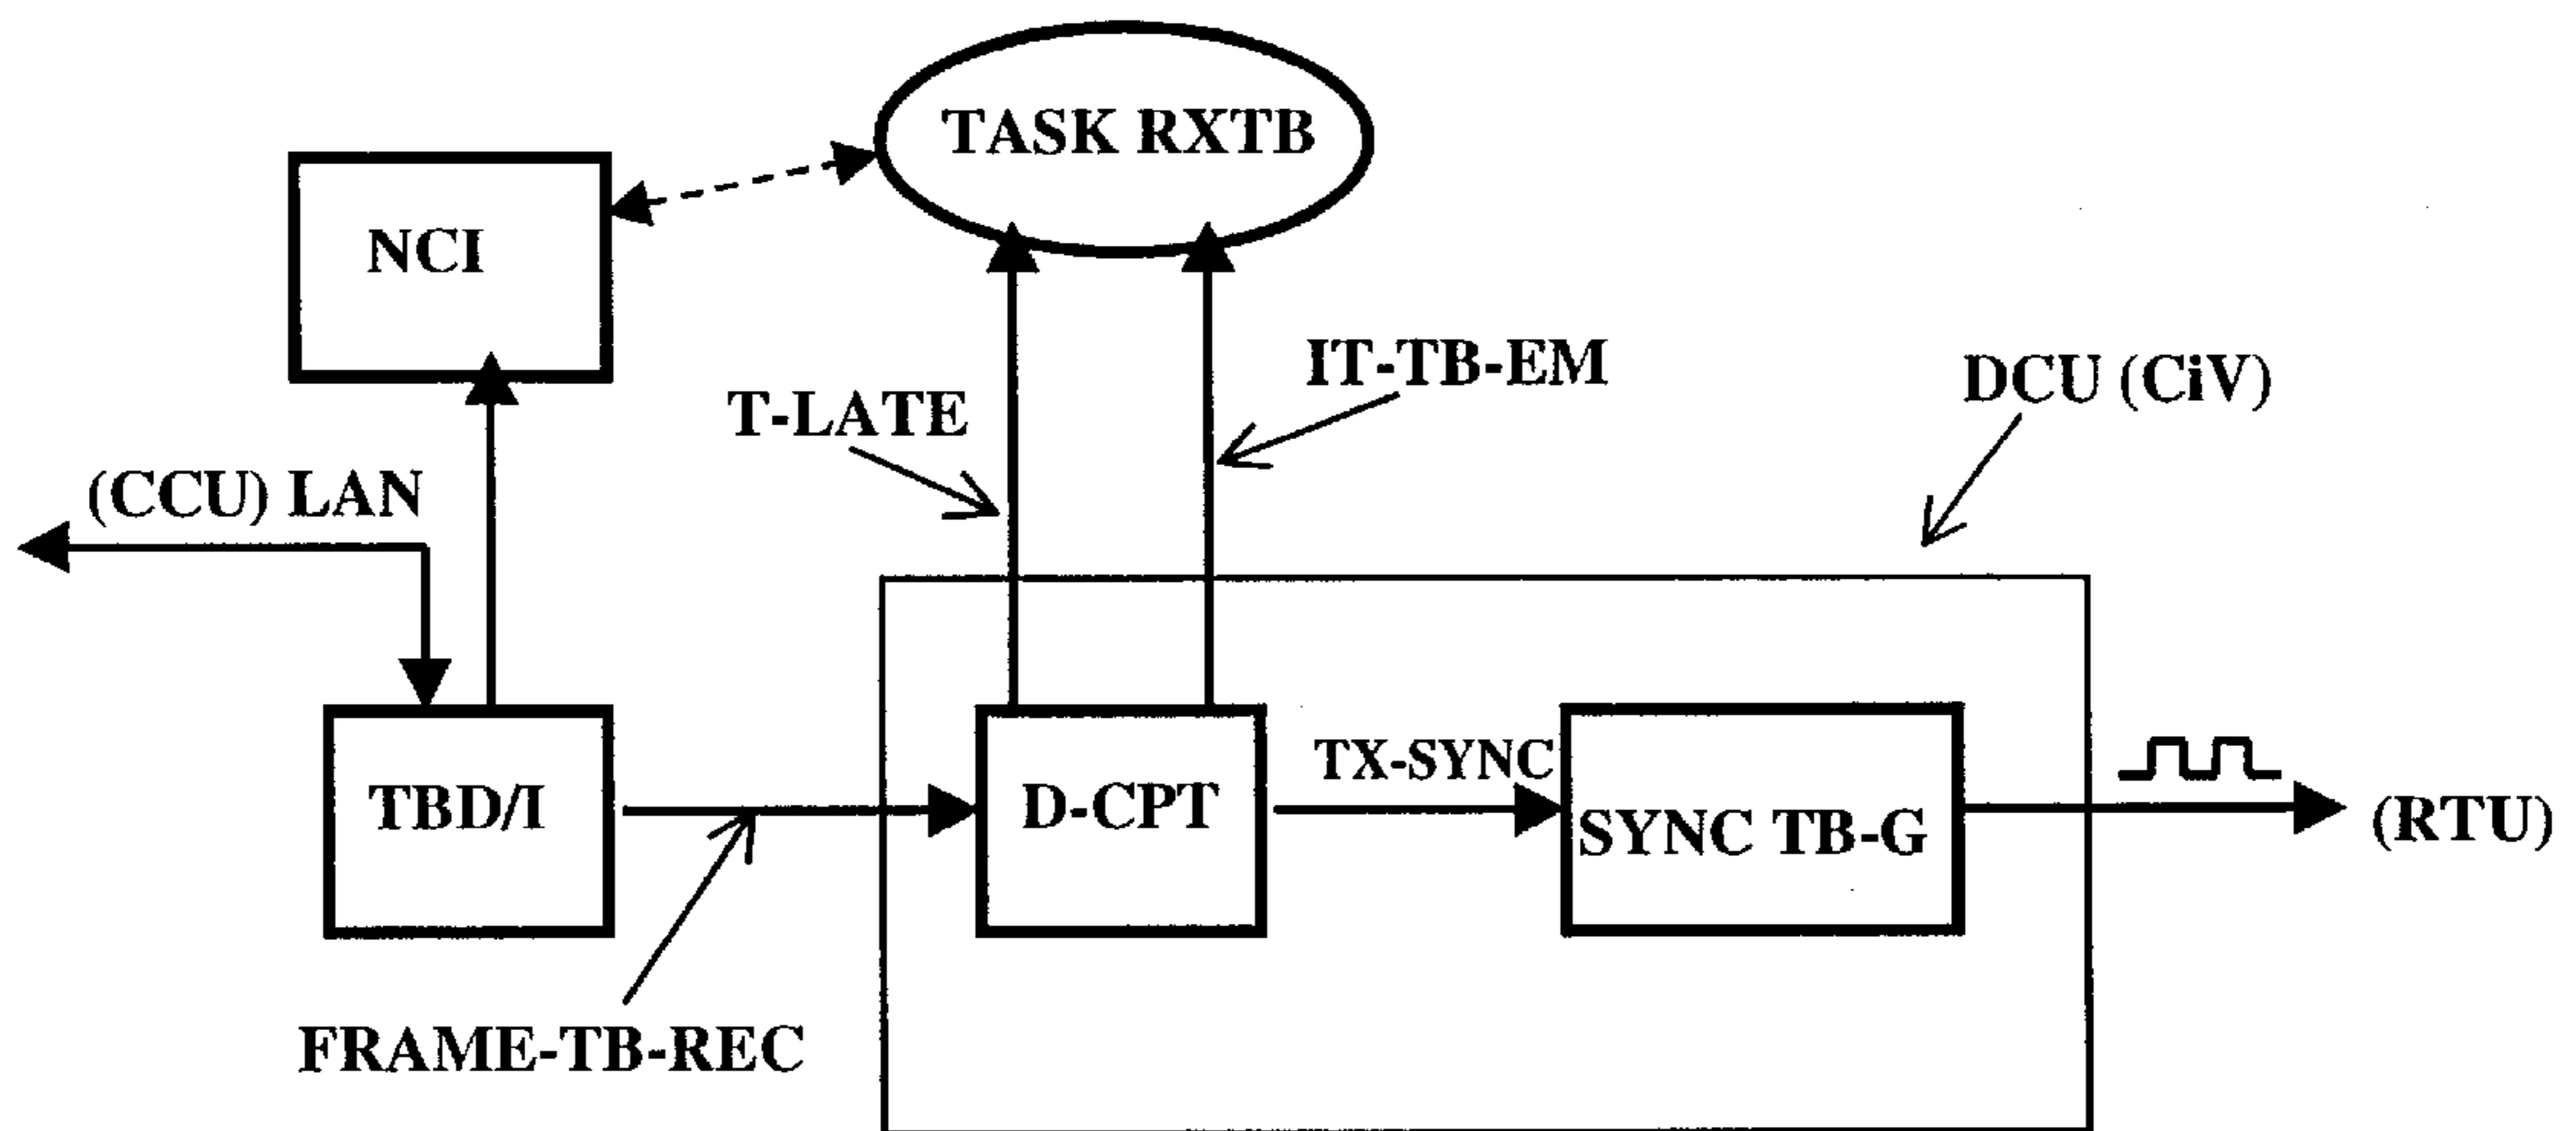 TASK RXTB
NCI
IT-TB-EM
DCU (CiV)
T-LATE
(CCU) LAN
TX-SYNC
TBD/I
D-CPT
SYNC TB-G
(RTU)
FRAME-TB-REC